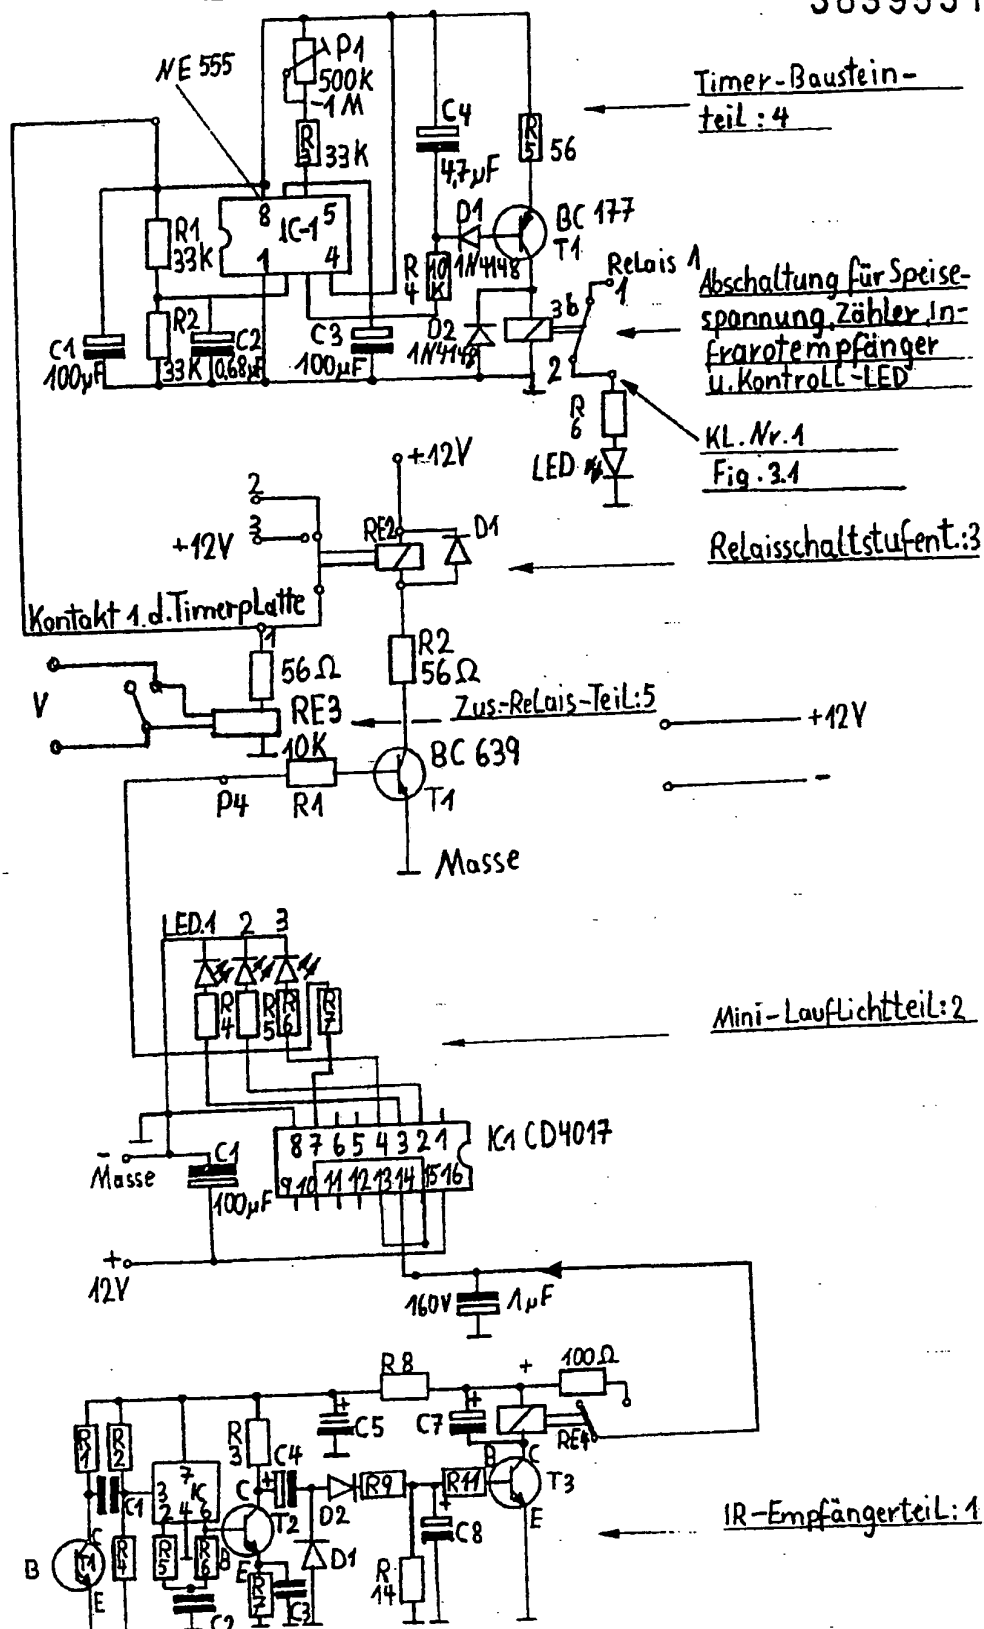 3639551
NE 555
P1
500K
-1M
R3
33K
C4
4,7µF
R5
56
Timer-Baustein-
teil: 4
8
5
IC-1
1
4
R1
33K
D1
1N4148
BC 177
T1
R4
10K
Relais 1
1
3b
2
Abschaltung für Speise-
spannung, Zähler, In-
frarotempfänger
u. Kontroll-LED
C1
100µF
R2
33K
C2
0,68µF
C3
100µF
D2
1N4148
R6
LED
KL. Nr. 1
Fig. 3.1
+12V
2
3
+12V
RE2
D1
Relaisschaltstufent.:3
Kontakt 1.d.Timerplatte
1
56Ω
R2
56Ω
V
RE3
Zus-Relais-Teil:5
+12V
-
10K
P4
R1
BC 639
T1
Masse
LED.1 2 3
R4
R5
R6
R7
Mini-Lauflichtteil:2
8 7 6 5 4 3 2 1
K1 CD4017
9 10 11 12 13 14 15 16
-
Masse
C1
100µF
+
12V
160V
1µF
R8
+
100Ω
R1
R2
R3
+
C5
+
C7
RE4
C1
3
7
IC
2
4
6
C
+
C4
D2
R9
R11
B
C
T3
E
B
C
T1
E
R4
R5
R6
B
T2
E
R7
C3
D1
R14
+
C8
C2
IR-Empfängerteil:1